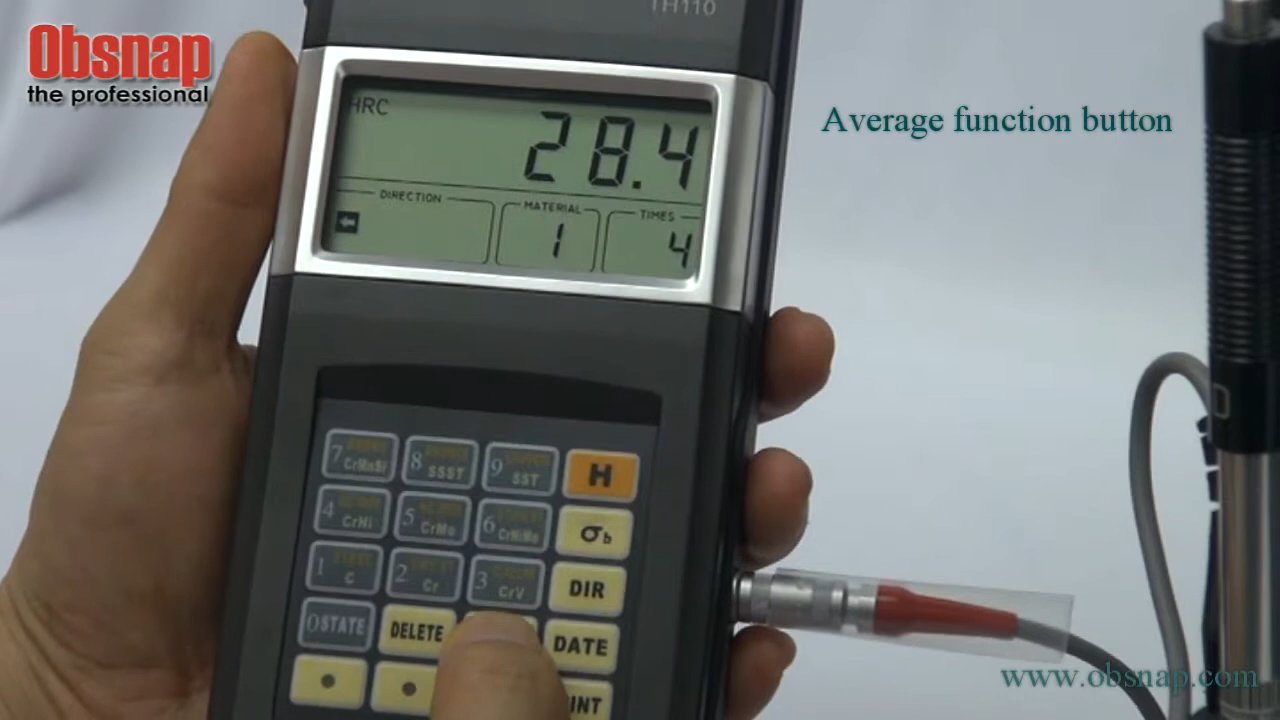 Obsnap
the professional
TH110
Average function button
HRC
28.4
DIRECTION
MATERIAL
TIMES
1
4
7 CrMnSi
8 SSST
9 SST
H
4 CrNi
5 CrMo
6 CrNiMo
σb
1 C
2 Cr
3 CrV
DIR
0STATE
DELETE
DATE
INT
www.obsnap.com